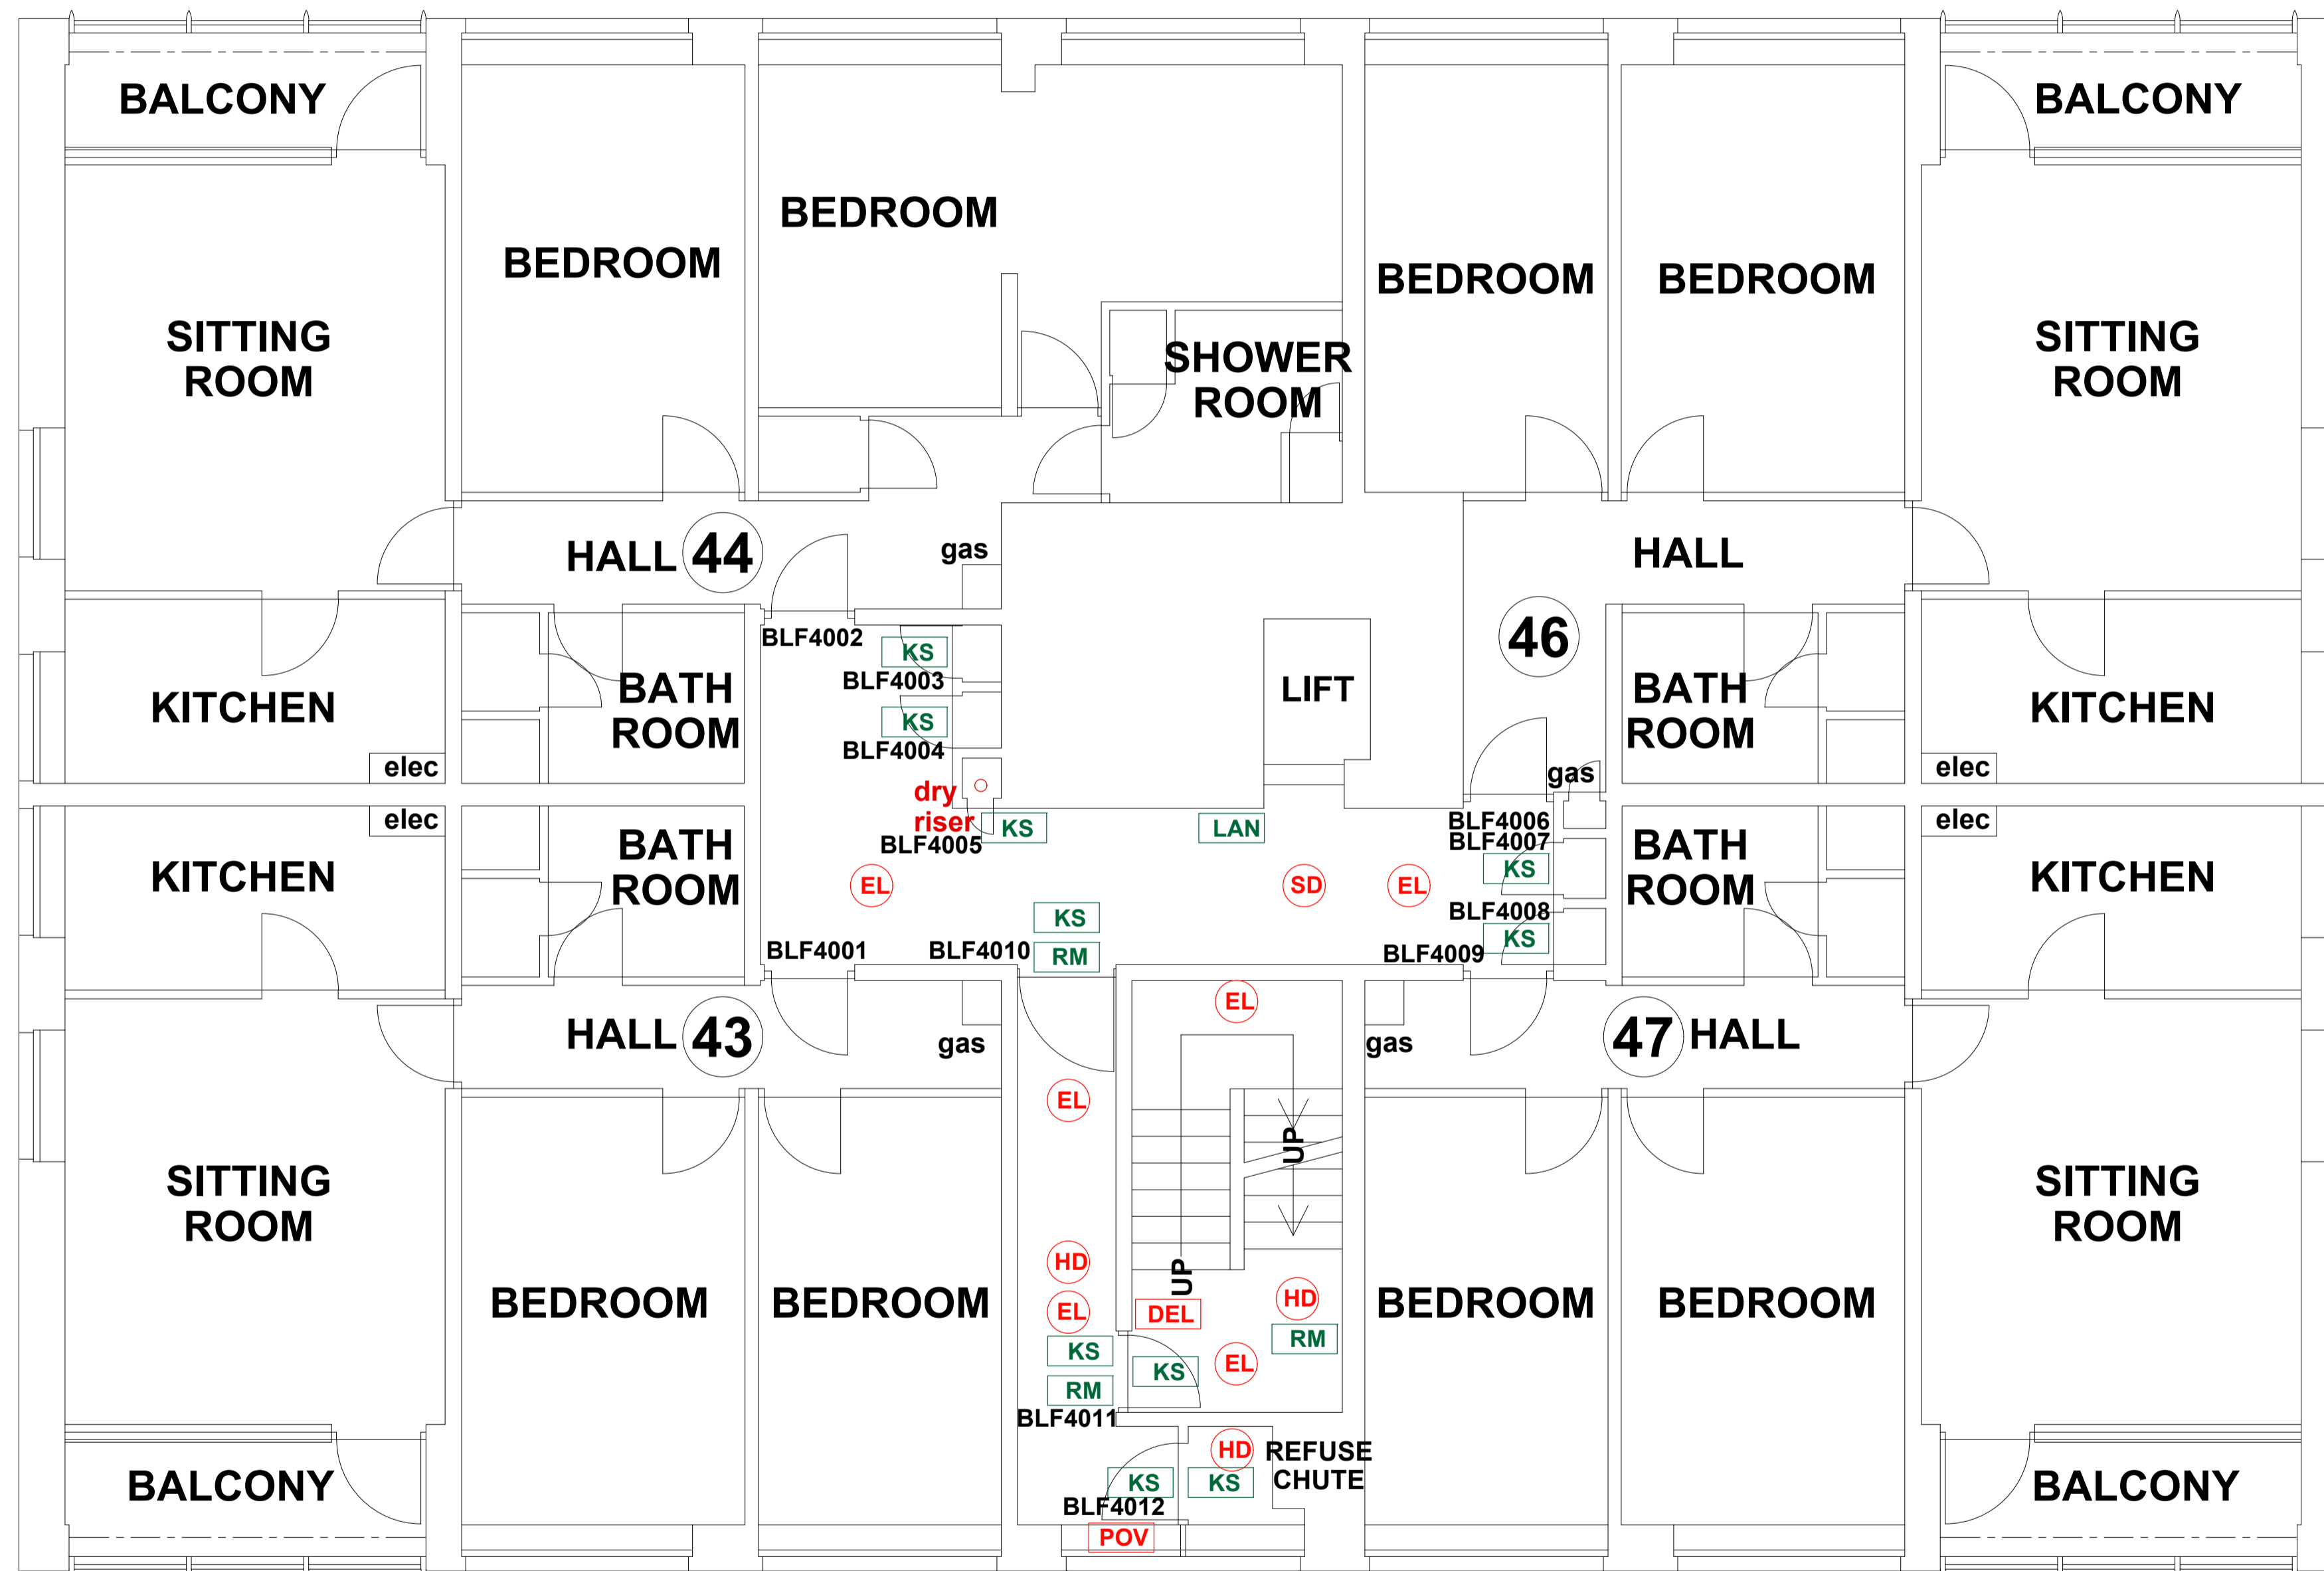 BALCONY
BALCONY
BEDROOM
BEDROOM
BEDROOM
BEDROOM
SITTING
ROOM
SHOWER
ROOM
SITTING
ROOM
HALL 44
gas
HALL
46
BLF4002
KS
BLF4003
KS
BLF4004
LIFT
BATH
ROOM
BATH
ROOM
KITCHEN
KITCHEN
elec
gas
elec
dry
riser
KS
LAN
BLF4005
BLF4006
BLF4007
KS
elec
elec
BATH
ROOM
BATH
ROOM
KITCHEN
KITCHEN
EL
SD
EL
KS
BLF4008
KS
BLF4001
BLF4010
RM
BLF4009
EL
HALL 43
gas
gas
47 HALL
EL
UP
SITTING
ROOM
SITTING
ROOM
HD
UP
HD
BEDROOM
BEDROOM
BEDROOM
BEDROOM
EL
DEL
RM
KS
KS
EL
RM
BLF4011
HD
REFUSE
CHUTE
KS
KS
BLF4012
POV
BALCONY
BALCONY